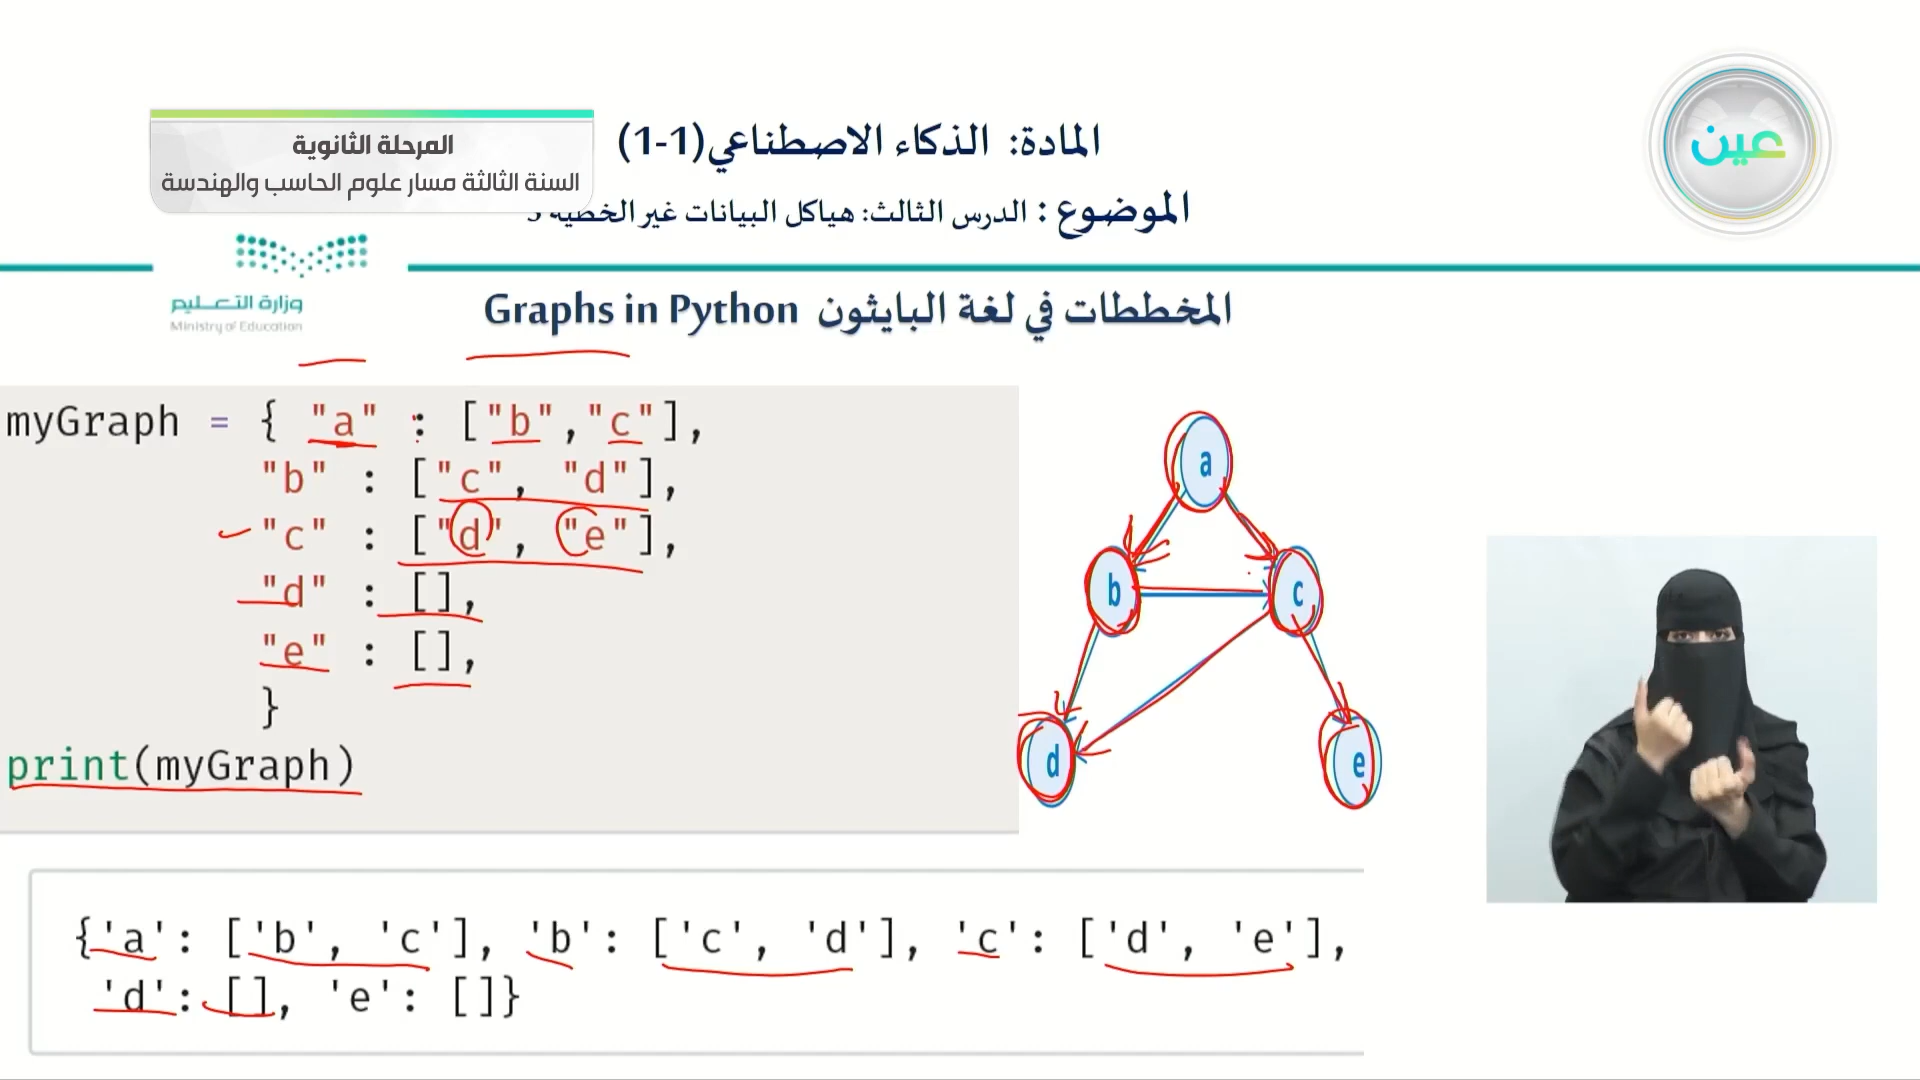 المرحلة الثانوية
السنة الثالثة مسار علوم الحاسب والهندسة
المادة: الذكاء الاصطناعي(1-1)
الموضوع : الدرس الثالث: هياكل البيانات غير الخطية
عين
وزارة التعليم
Ministry of Education
المخططات في لغة البايثون Graphs in Python
myGraph = { "a" : ["b","c"],
"b" : ["c", "d"],
"c" : ["d", "e"],
"d" : [],
"e" : [],
}
print(myGraph)
a
b
c
d
e
{'a': ['b', 'c'], 'b': ['c', 'd'], 'c': ['d', 'e'],
'd': [], 'e': []}